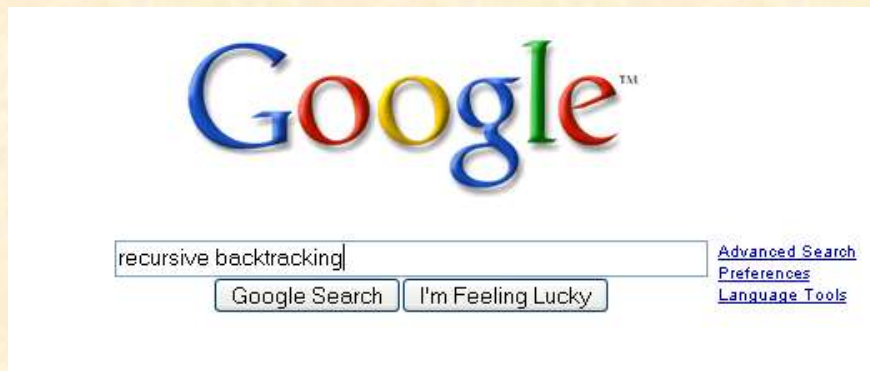 Google™
recursive backtracking
Advanced Search
Preferences
Language Tools
Google Search I'm Feeling Lucky